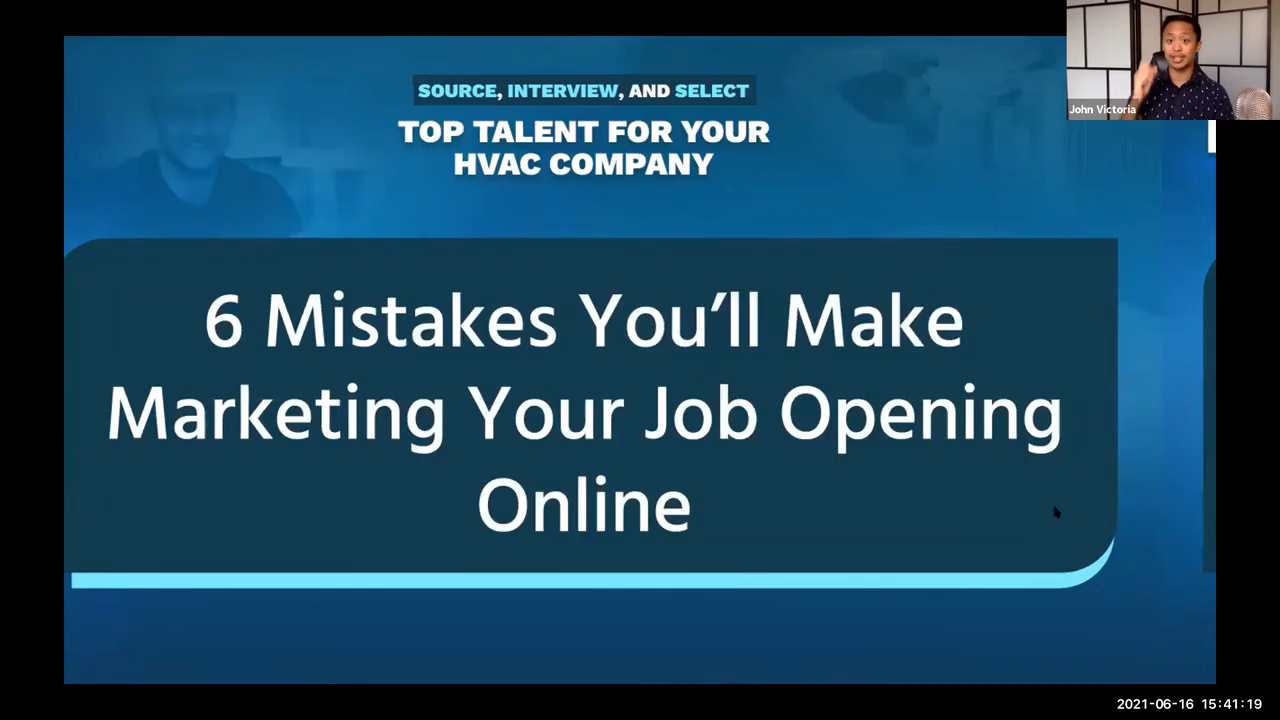 SOURCE, INTERVIEW, AND SELECT
TOP TALENT FOR YOUR
HVAC COMPANY
John Victoria
6 Mistakes You’ll Make
Marketing Your Job Opening
Online
2021-06-16 15:41:19